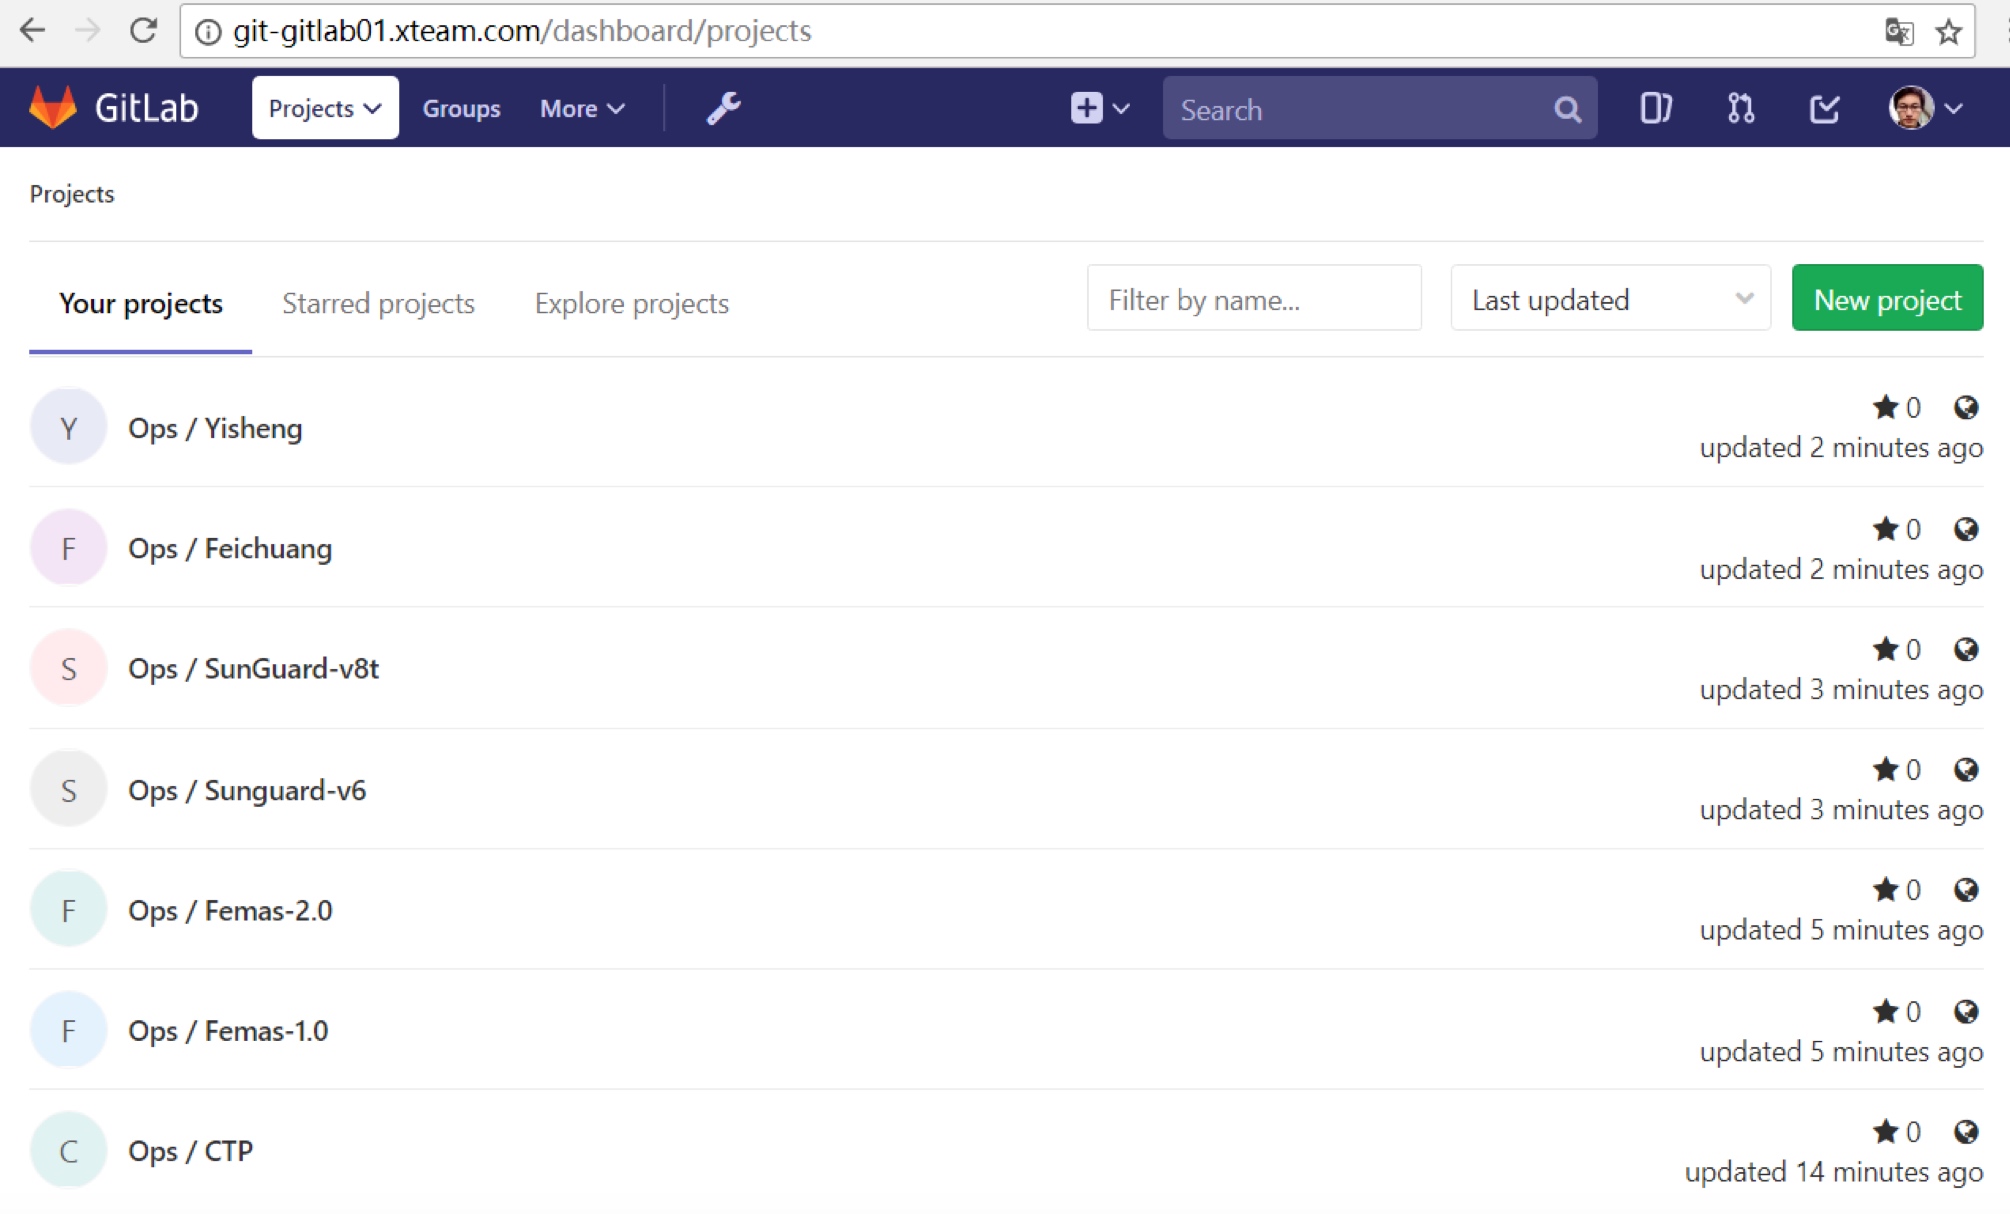 git-gitlab01.xteam.com/dashboard/projects
GitLab Projects Groups More Search
Projects
Your projects Starred projects Explore projects Filter by name... Last updated New project
Y Ops / Yisheng 0
updated 2 minutes ago
F Ops / Feichuang 0
updated 2 minutes ago
S Ops / SunGuard-v8t 0
updated 3 minutes ago
S Ops / Sunguard-v6 0
updated 3 minutes ago
F Ops / Femas-2.0 0
updated 5 minutes ago
F Ops / Femas-1.0 0
updated 5 minutes ago
C Ops / CTP 0
updated 14 minutes ago